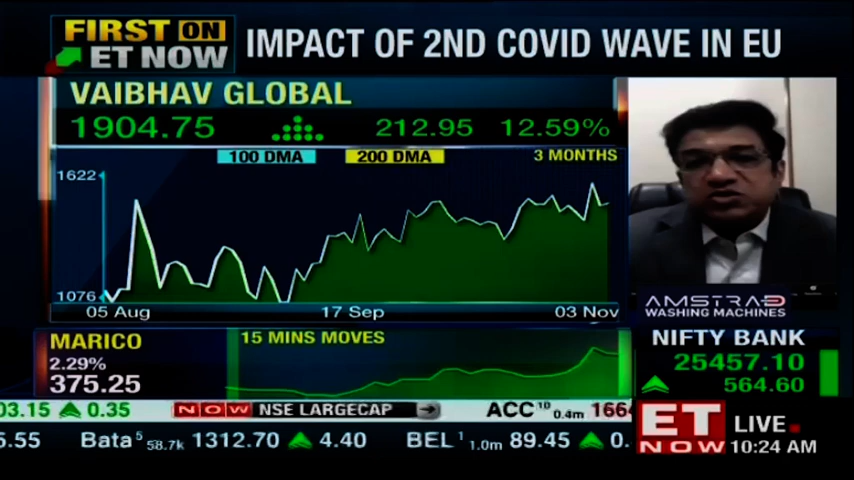 FIRST ON
ET NOW
IMPACT OF 2ND COVID WAVE IN EU
VAIBHAV GLOBAL
1904.75 212.95 12.59%
100 DMA 200 DMA 3 MONTHS
1622
1076
05 Aug 17 Sep 03 Nov
AMSTRAD
WASHING MACHINES
MARICO
2.29%
375.25
15 MINS MOVES
NIFTY BANK
25457.10
564.60
03.15 0.35 NOW NSE LARGECAP ACC 1D 0.4m 1664
5.55 Bata 5 58.7k 1312.70 4.40 BEL 1 1.0m 89.45 0.
ET
NOW
LIVE
10:24 AM